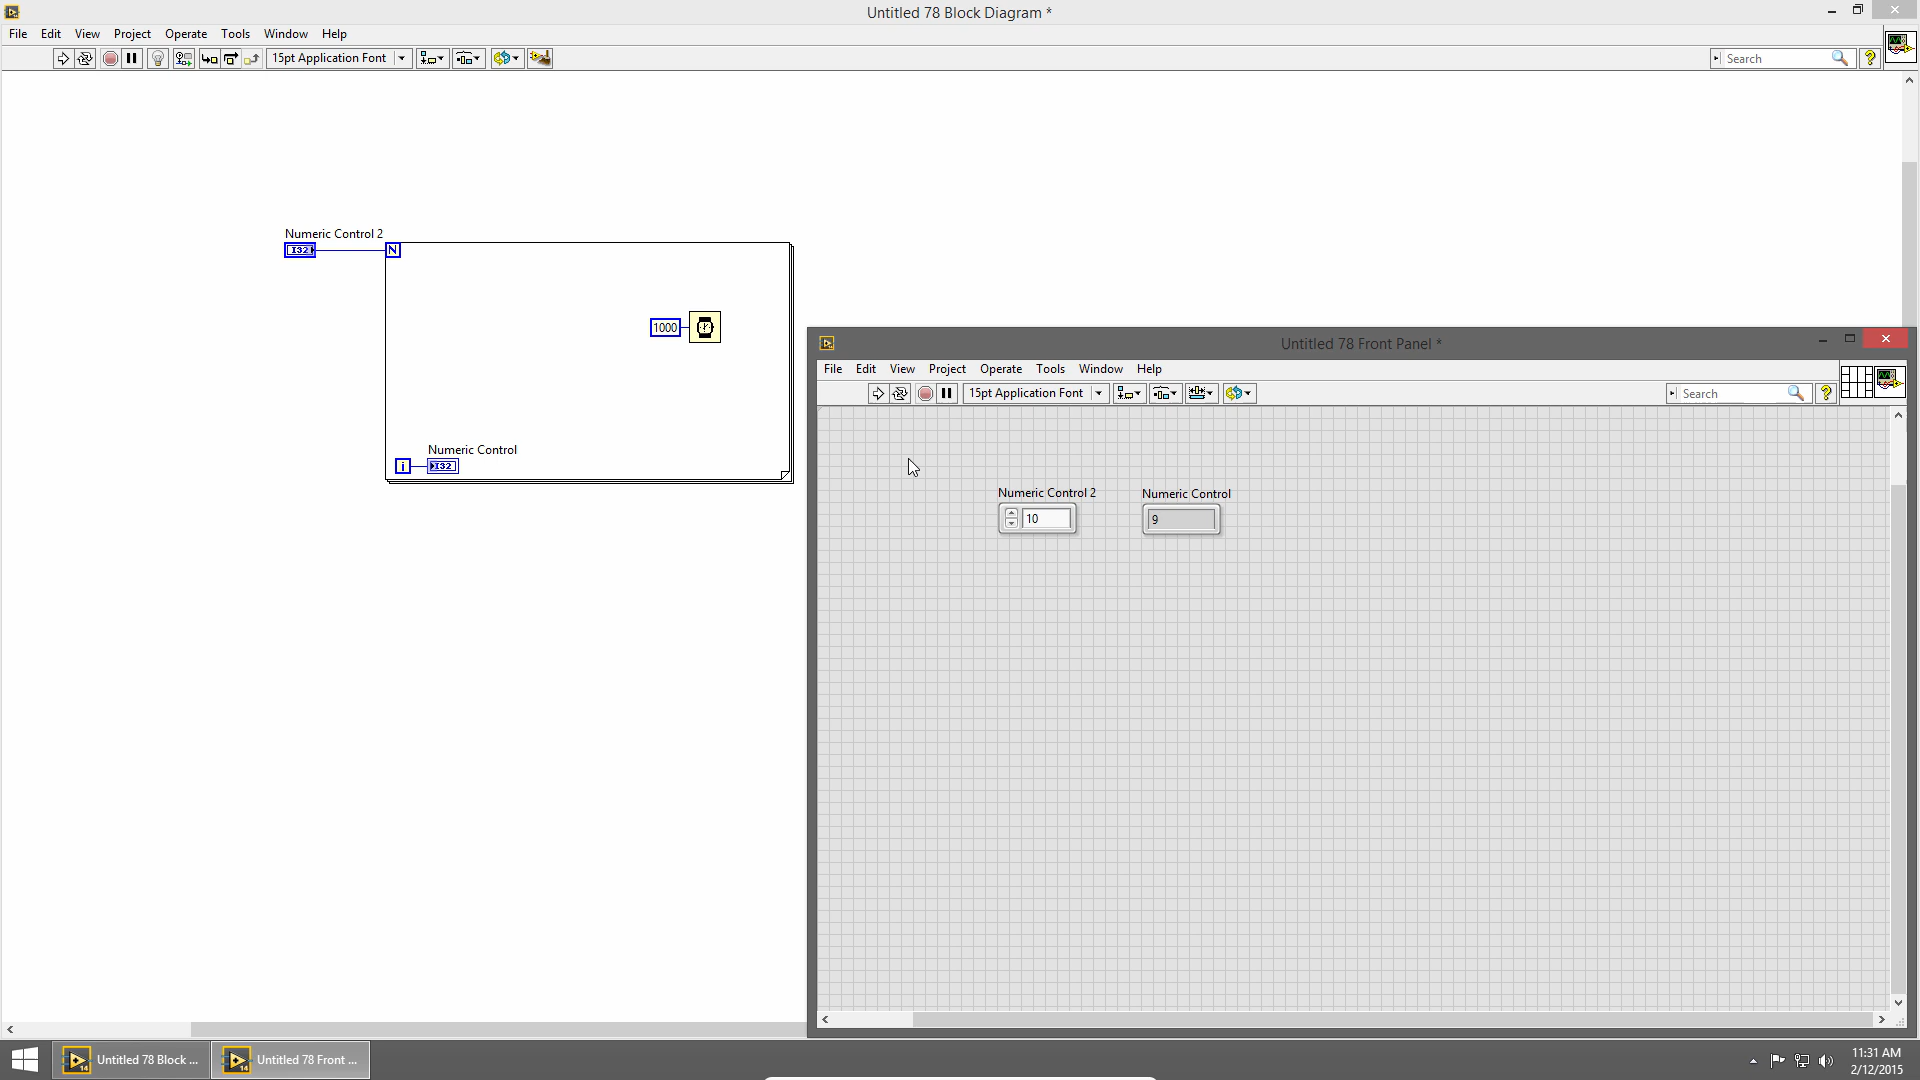 Untitled 78 Block Diagram *
File Edit View Project Operate Tools Window Help
15pt Application Font
Search
?
Numeric Control 2
I32
N
1000
Numeric Control
i
I32
Untitled 78 Front Panel *
File Edit View Project Operate Tools Window Help
15pt Application Font
Search
?
Numeric Control 2
Numeric Control
10
9
Untitled 78 Block ...
Untitled 78 Front ...
11:31 AM
2/12/2015